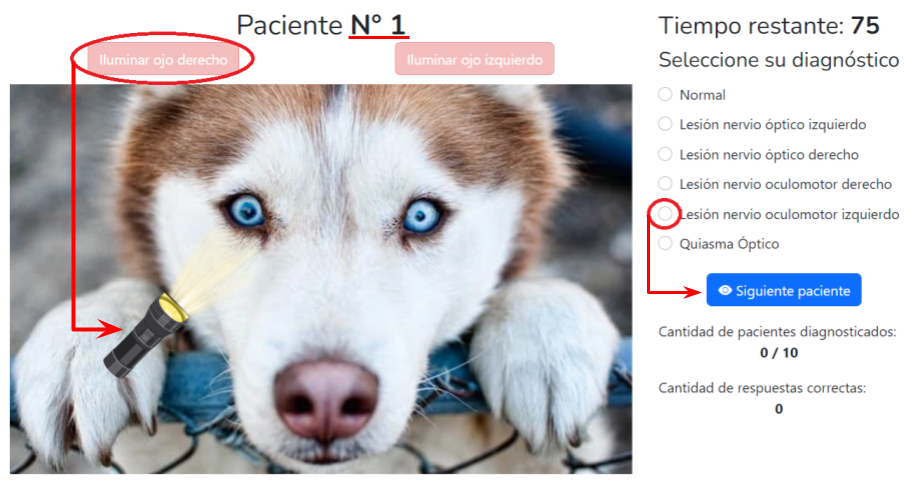 Paciente N° 1
Iluminar ojo derecho
Iluminar ojo izquierdo
Tiempo restante: 75
Seleccione su diagnóstico
Normal
Lesión nervio óptico izquierdo
Lesión nervio óptico derecho
Lesión nervio oculomotor derecho
Lesión nervio oculomotor izquierdo
Quiasma Óptico
Siguiente paciente
Cantidad de pacientes diagnosticados:
0 / 10
Cantidad de respuestas correctas:
0